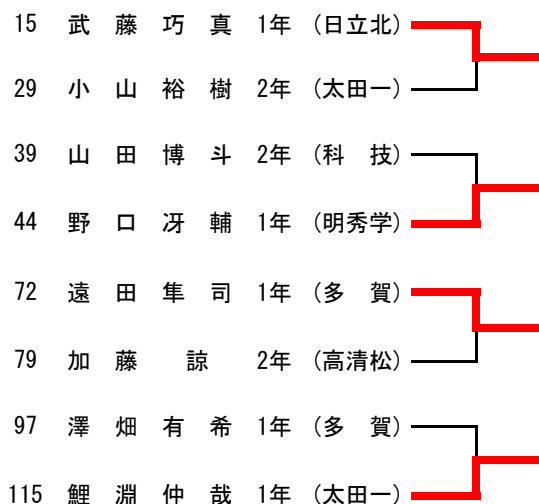 15 武藤巧真 1年 (日立北)
29 小山裕樹 2年 (太田一)
39 山田博斗 2年 (科技)
44 野口冴輔 1年 (明秀学)
72 遠田隼司 1年 (多賀)
79 加藤諒 2年 (高清松)
97 澤畑有希 1年 (多賀)
115 鯉淵仲哉 1年 (太田一)